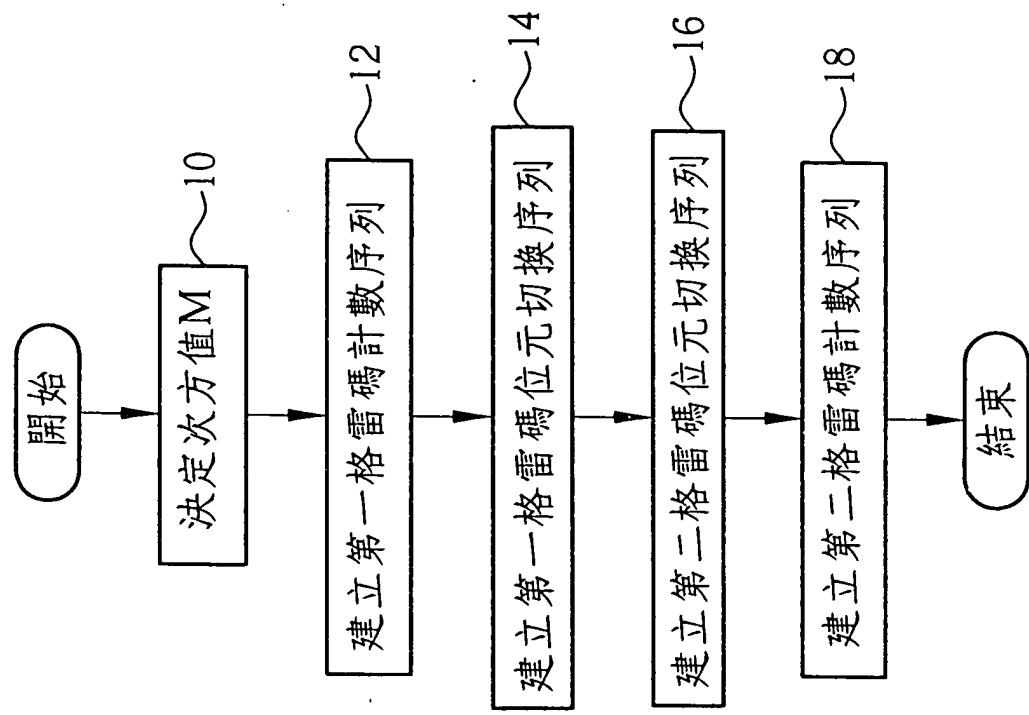 開始
決定次方值M
10
建立第一格雷碼計數序列
12
建立第一格雷碼位元切換序列
14
建立第二格雷碼位元切換序列
16
建立第二格雷碼計數序列
18
結束